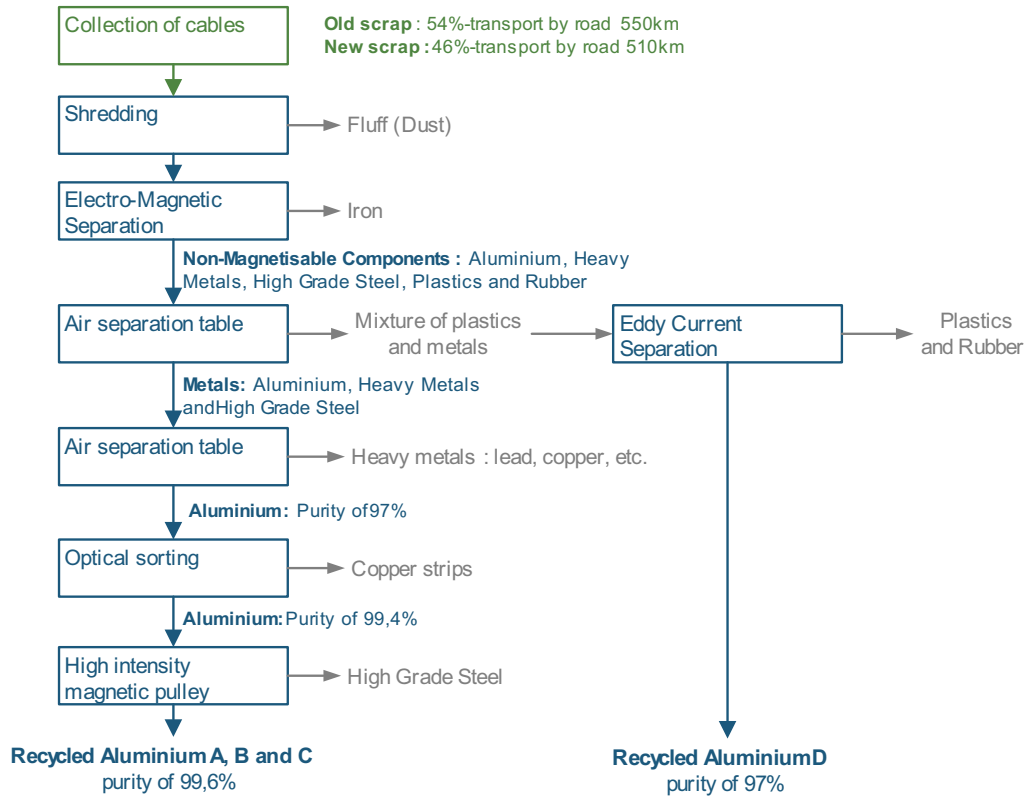 Collection of cables
Old scrap : 54%-transport by road 550km
New scrap : 46%-transport by road 510km
Shredding
Fluff (Dust)
Electro-Magnetic
Separation
Iron
Non-Magnetisable Components : Aluminium, Heavy
Metals, High Grade Steel, Plastics and Rubber
Air separation table
Mixture of plastics
and metals
Eddy Current
Separation
Plastics
and Rubber
Metals: Aluminium, Heavy Metals
andHigh Grade Steel
Air separation table
Heavy metals : lead, copper, etc.
Aluminium: Purity of97%
Optical sorting
Copper strips
Aluminium:Purity of 99,4%
High intensity
magnetic pulley
High Grade Steel
Recycled Aluminium A, B and C
purity of 99,6%
Recycled AluminiumD
purity of 97%